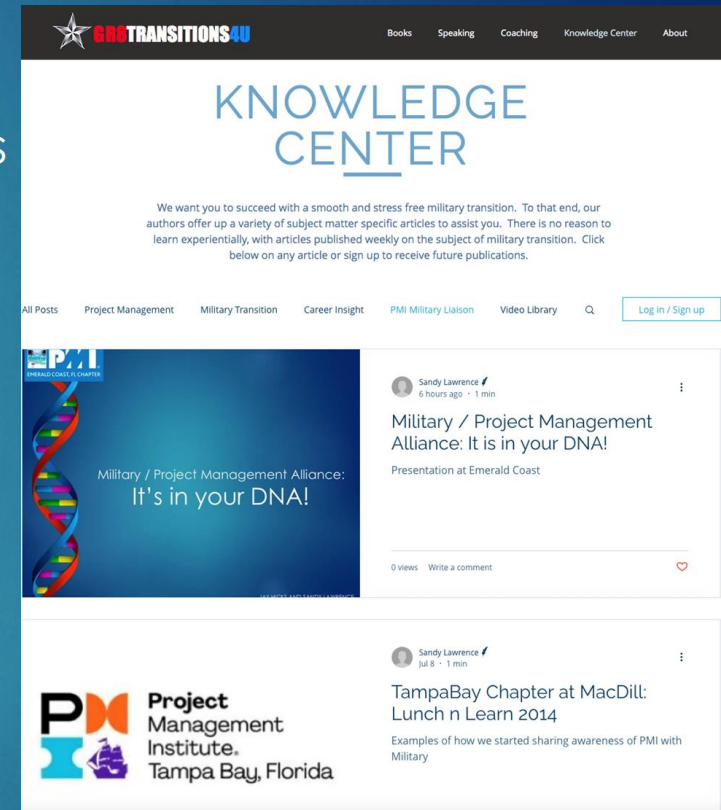 S
GR8TRANSITIONS4U
Books Speaking Coaching Knowledge Center About
KNOWLEDGE
CENTER
We want you to succeed with a smooth and stress free military transition. To that end, our
authors offer up a variety of subject matter specific articles to assist you. There is no reason to
learn experientially, with articles published weekly on the subject of military transition. Click
below on any article or sign up to receive future publications.
All Posts Project Management Military Transition Career Insight PMI Military Liaison Video Library Log in / Sign up
PMI
EMERALD COAST, FL CHAPTER
Military / Project Management Alliance:
It's in your DNA!
JAY HICKS AND SANDY LAWRENCE
Sandy Lawrence
6 hours ago · 1 min
Military / Project Management
Alliance: It is in your DNA!
Presentation at Emerald Coast
0 views Write a comment
Project
Management
Institute.
Tampa Bay, Florida
Sandy Lawrence
Jul 8 · 1 min
TampaBay Chapter at MacDill:
Lunch n Learn 2014
Examples of how we started sharing awareness of PMI with
Military